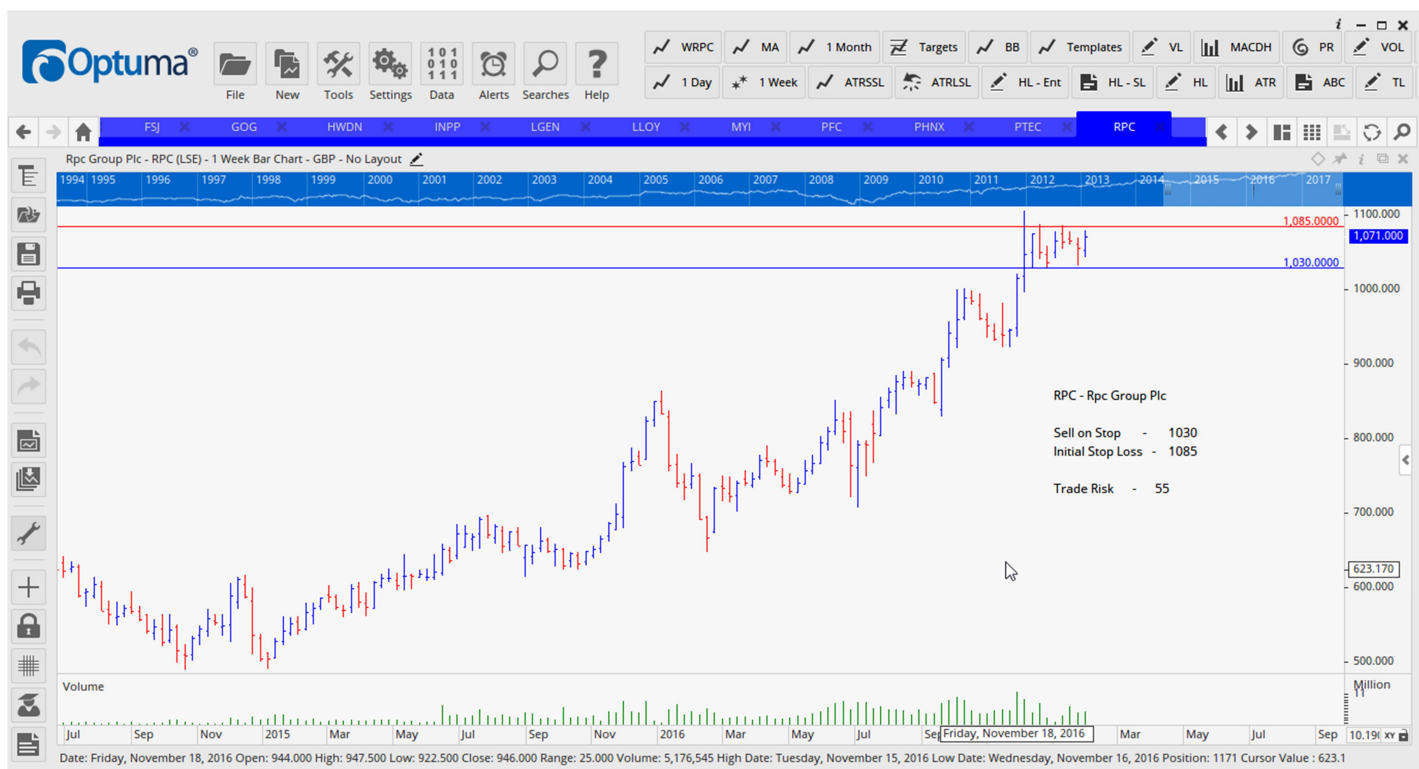 i
Optuma®
File New Tools Settings Data Alerts Searches Help
WRPC MA 1 Month Targets BB Templates VL MACDH PR VOL
1 Day 1 Week ATRSSL ATRLSL HL - Ent HL - SL HL ATR ABC TL
FSJ GOG HWDN INPP LGEN LLOY MYI PFC PHNX PTEC RPC
Rpc Group Plc - RPC (LSE) - 1 Week Bar Chart - GBP - No Layout
1994 1995 1996 1997 1998 1999 2000 2001 2002 2003 2004 2005 2006 2007 2008 2009 2010 2011 2012 2013 2014 2015 2016 2017
1100.000
1,085.0000
1,071.000
1,030.0000
1000.000
900.000
RPC - Rpc Group Plc
Sell on Stop - 1030
800.000
Initial Stop Loss - 1085
Trade Risk - 55
700.000
623.170
600.000
500.000
Volume
Million
11
Jul Sep Nov 2015 Mar May Jul Sep Nov 2016 Mar May Jul Sep Friday, November 18, 2016 Mar May Jul Sep 10.19( XY
Date: Friday, November 18, 2016 Open: 944.000 High: 947.500 Low: 922.500 Close: 946.000 Range: 25.000 Volume: 5,176,545 High Date: Tuesday, November 15, 2016 Low Date: Wednesday, November 16, 2016 Position: 1171 Cursor Value : 623.1